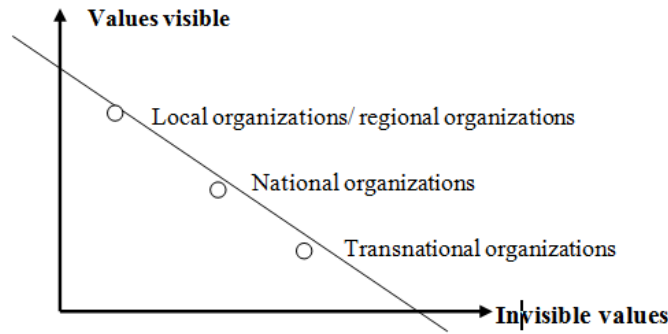 Values visible
Local organizations/ regional organizations
National organizations
Transnational organizations
Invisible values